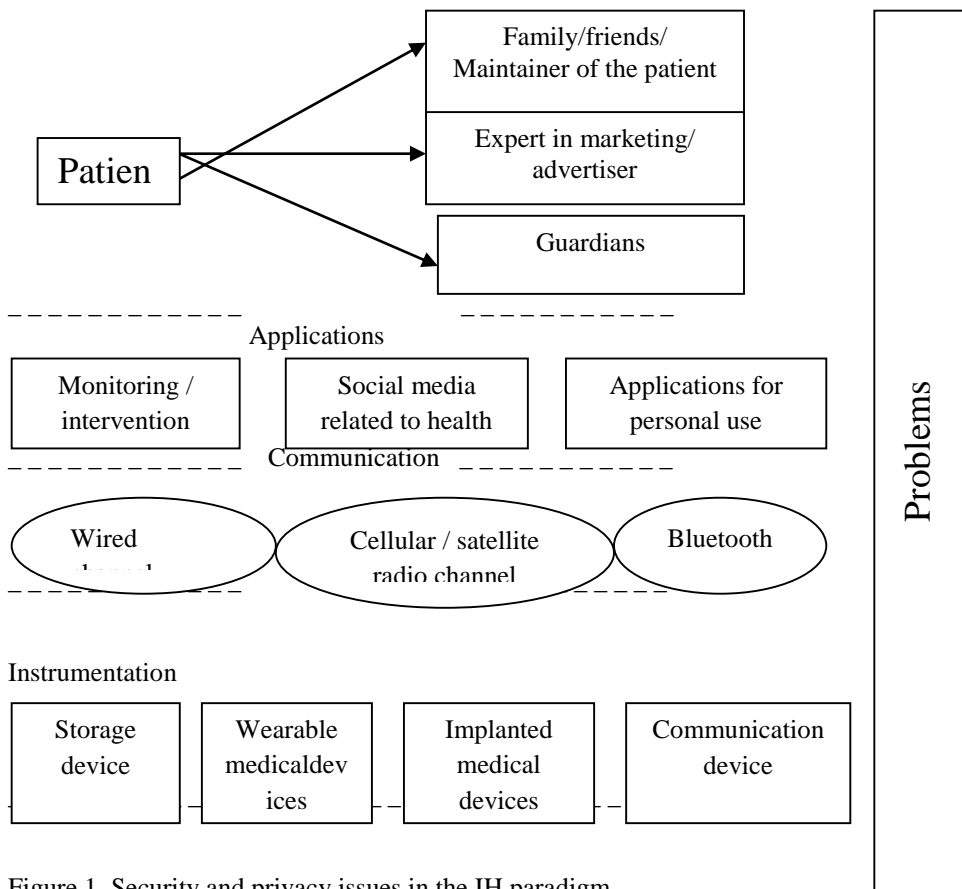 Family/friends/
Maintainer of the patient
Patien
Expert in marketing/
advertiser
Guardians
Applications
Monitoring /
intervention
Social media
related to health
Applications for
personal use
Communication
Wired
Cellular / satellite
radio channel
Bluetooth
Instrumentation
Storage
device
Wearable
medicaldev
ices
Implanted
medical
devices
Communication
device
Problems
Figure 1. Security and privacy issues in the IH paradigm